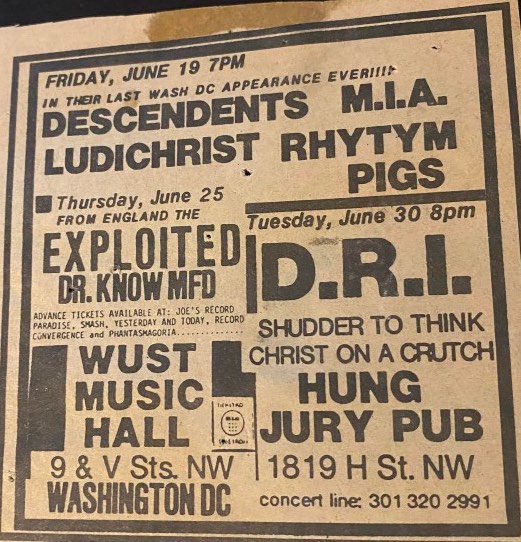 FRIDAY, JUNE 19 7PM
IN THEIR LAST WASH DC APPEARANCE EVER!!!!
DESCENDENTS M.I.A.
LUDICHRIST RHYTYM
PIGS
Thursday, June 25
FROM ENGLAND THE
EXPLOITED
DR. KNOW MFD
ADVANCE TICKETS AVAILABLE AT: JOE'S RECORD
PARADISE, SMASH, YESTERDAY AND TODAY, RECORD
CONVERGENCE and PHANTASMAGORIA..............
WUST
MUSIC
HALL
9 & V Sts. NW
WASHINGTON DC
Tuesday, June 30 8pm
D.R.I.
SHUDDER TO THINK
CHRIST ON A CRUTCH
HUNG
JURY PUB
1819 H St. NW
concert line: 301 320 2991